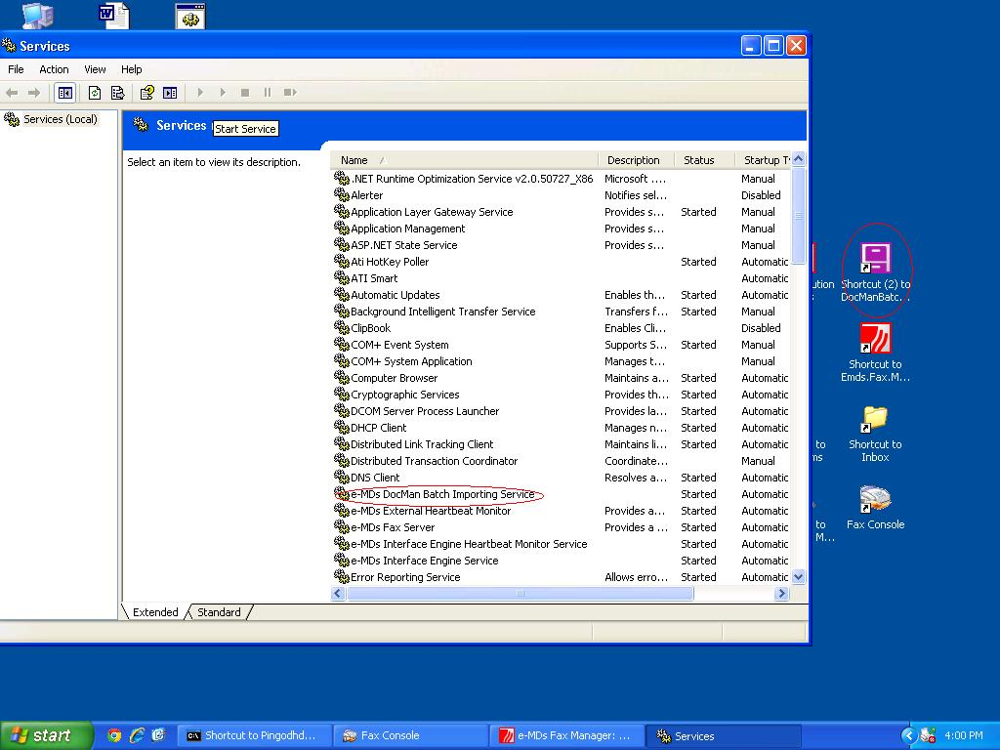 Services
File Action View Help
Services (Local)
Services
Start Service
Select an item to view its description.
Name Description Status Startup T
.NET Runtime Optimization Service v2.0.50727_X86 Microsoft .... Manual
Alerter Notifies sel... Disabled
Application Layer Gateway Service Provides s... Started Manual
Application Management Provides s... Manual
ASP.NET State Service Provides s... Manual
Ati HotKey Poller Started Automatic
ATI Smart Automatic
Automatic Updates Enables th... Started Automatic
Background Intelligent Transfer Service Transfers f... Started Manual
ClipBook Enables Cli... Disabled
COM+ Event System Supports S... Started Manual
COM+ System Application Manages t... Manual
Computer Browser Maintains a... Started Automatic
Cryptographic Services Provides th... Started Automatic
DCOM Server Process Launcher Provides la... Started Automatic
DHCP Client Manages n... Started Automatic
Distributed Link Tracking Client Maintains li... Started Automatic
Distributed Transaction Coordinator Coordinate... Manual
DNS Client Resolves a... Started Automatic
e-MDs DocMan Batch Importing Service Started Automatic
e-MDs External Heartbeat Monitor Provides a... Started Automatic
e-MDs Fax Server Provides a ... Started Automatic
e-MDs Interface Engine Heartbeat Monitor Service Started Automatic
e-MDs Interface Engine Service Started Automatic
Error Reporting Service Allows erro... Started Automatic
Extended Standard
ution
s
Shortcut (2) to
DocManBatc...
Shortcut to
Emds.Fax.M...
to
ms
Shortcut to
Inbox
to
M...
Fax Console
start
Shortcut to Pingodhd...
Fax Console
e-MDs Fax Manager: ...
Services
4:00 PM